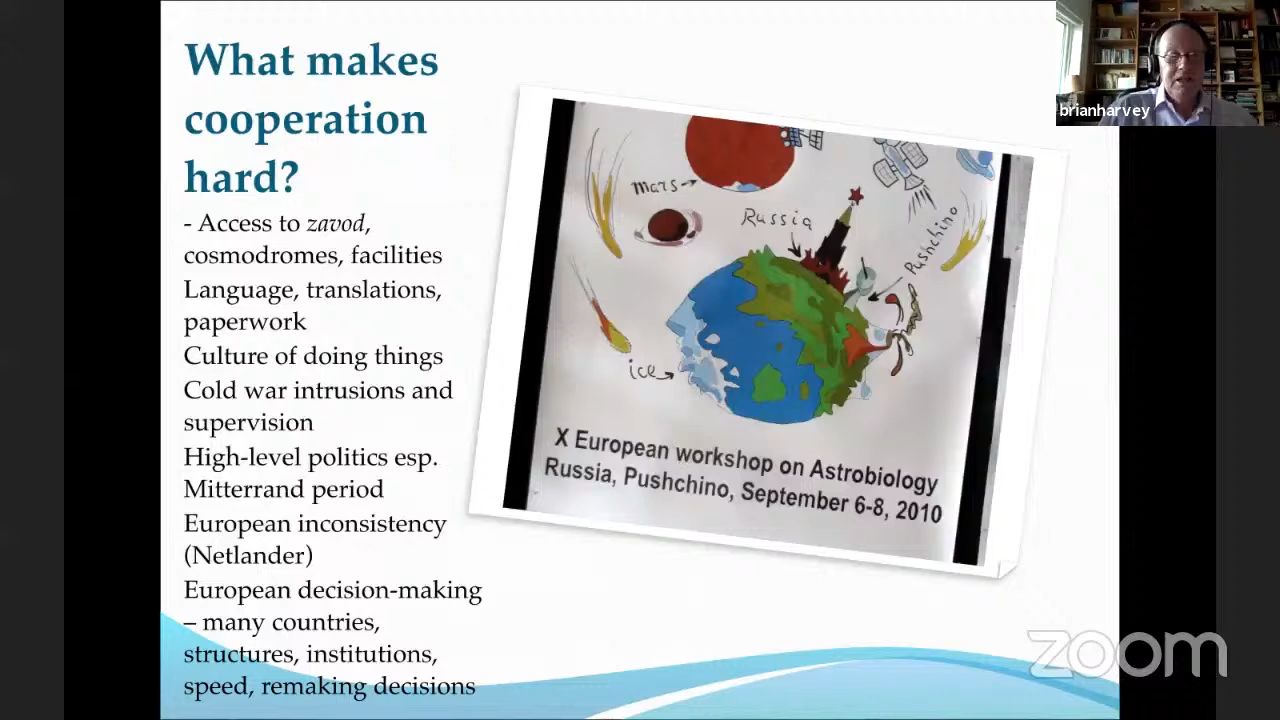 What makes
cooperation
hard?
- Access to zavod,
cosmodromes, facilities
Language, translations,
paperwork
Culture of doing things
Cold war intrusions and
supervision
High-level politics esp.
Mitterrand period
European inconsistency
(Netlander)
European decision-making
– many countries,
structures, institutions,
speed, remaking decisions
mars
Russia
Pushchino
ice
X European workshop on Astrobiology
Russia, Pushchino, September 6-8, 2010
brianharvey
zoom